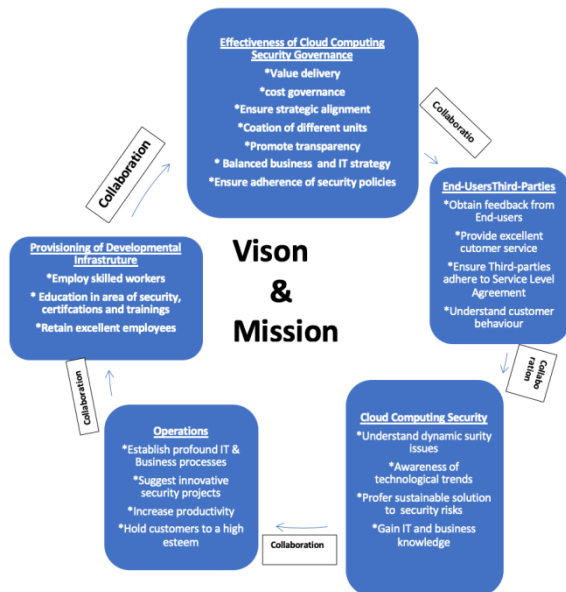 Effectiveness of Cloud Computing
Security Governance
*Value delivery
*cost governance
*Ensure strategic alignment
*Coation of different units
*Promote transparency
* Balanced business and IT strategy
*Ensure adherence of security policies
Collaboratio
End-UsersThird-Parties
*Obtain feedback from
End-users
*Provide excellent
cutomer service
*Ensure Third-parties
adhere to Service Level
Agreement
*Understand customer
behaviour
Collabo
ration
Cloud Computing Security
*Understand dynamic surity
issues
*Awareness of
technological trends
*Profer sustainable solution
to security risks
*Gain IT and business
knowledge
Collaboration
Operations
*Establish profound IT &
Business processes
*Suggest innovative
security projects
*Increase productivity
*Hold customers to a high
esteem
Collaboration
Provisioning of Developmental
Infrastruture
*Employ skilled workers
* Education in area of security,
certifcations and trainings
*Retain excellent employees
Collaboration
Vison
&
Mission